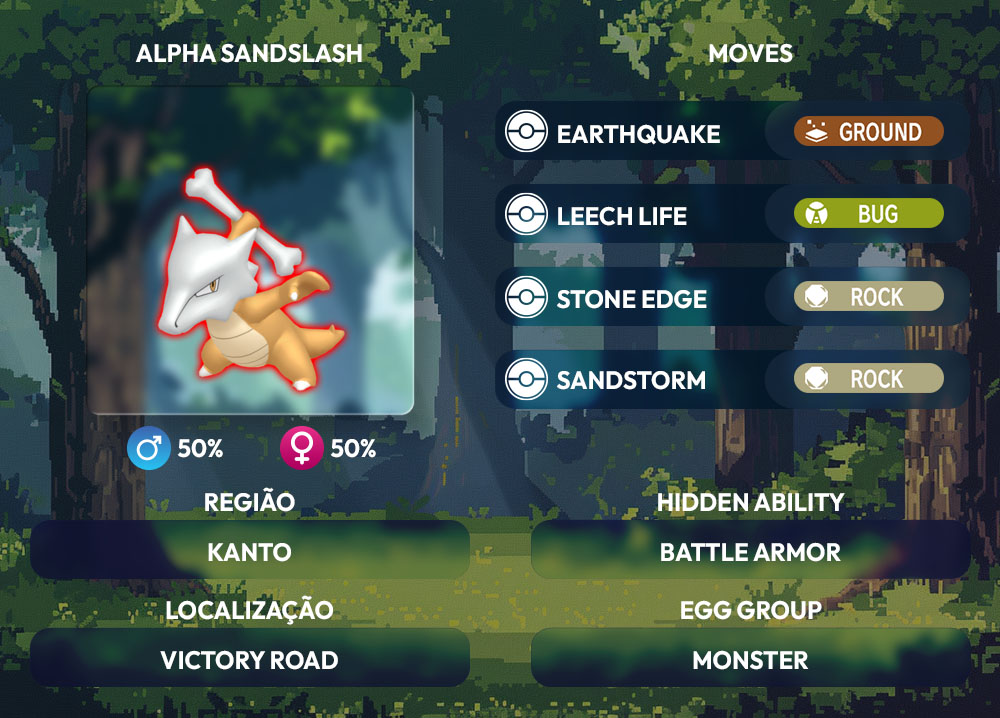 ALPHA SANDSLASH
50%
50%
REGIÃO
KANTO
LOCALIZAÇÃO
VICTORY ROAD
MOVES
EARTHQUAKE GROUND
LEECH LIFE BUG
STONE EDGE ROCK
SANDSTORM ROCK
HIDDEN ABILITY
BATTLE ARMOR
EGG GROUP
MONSTER